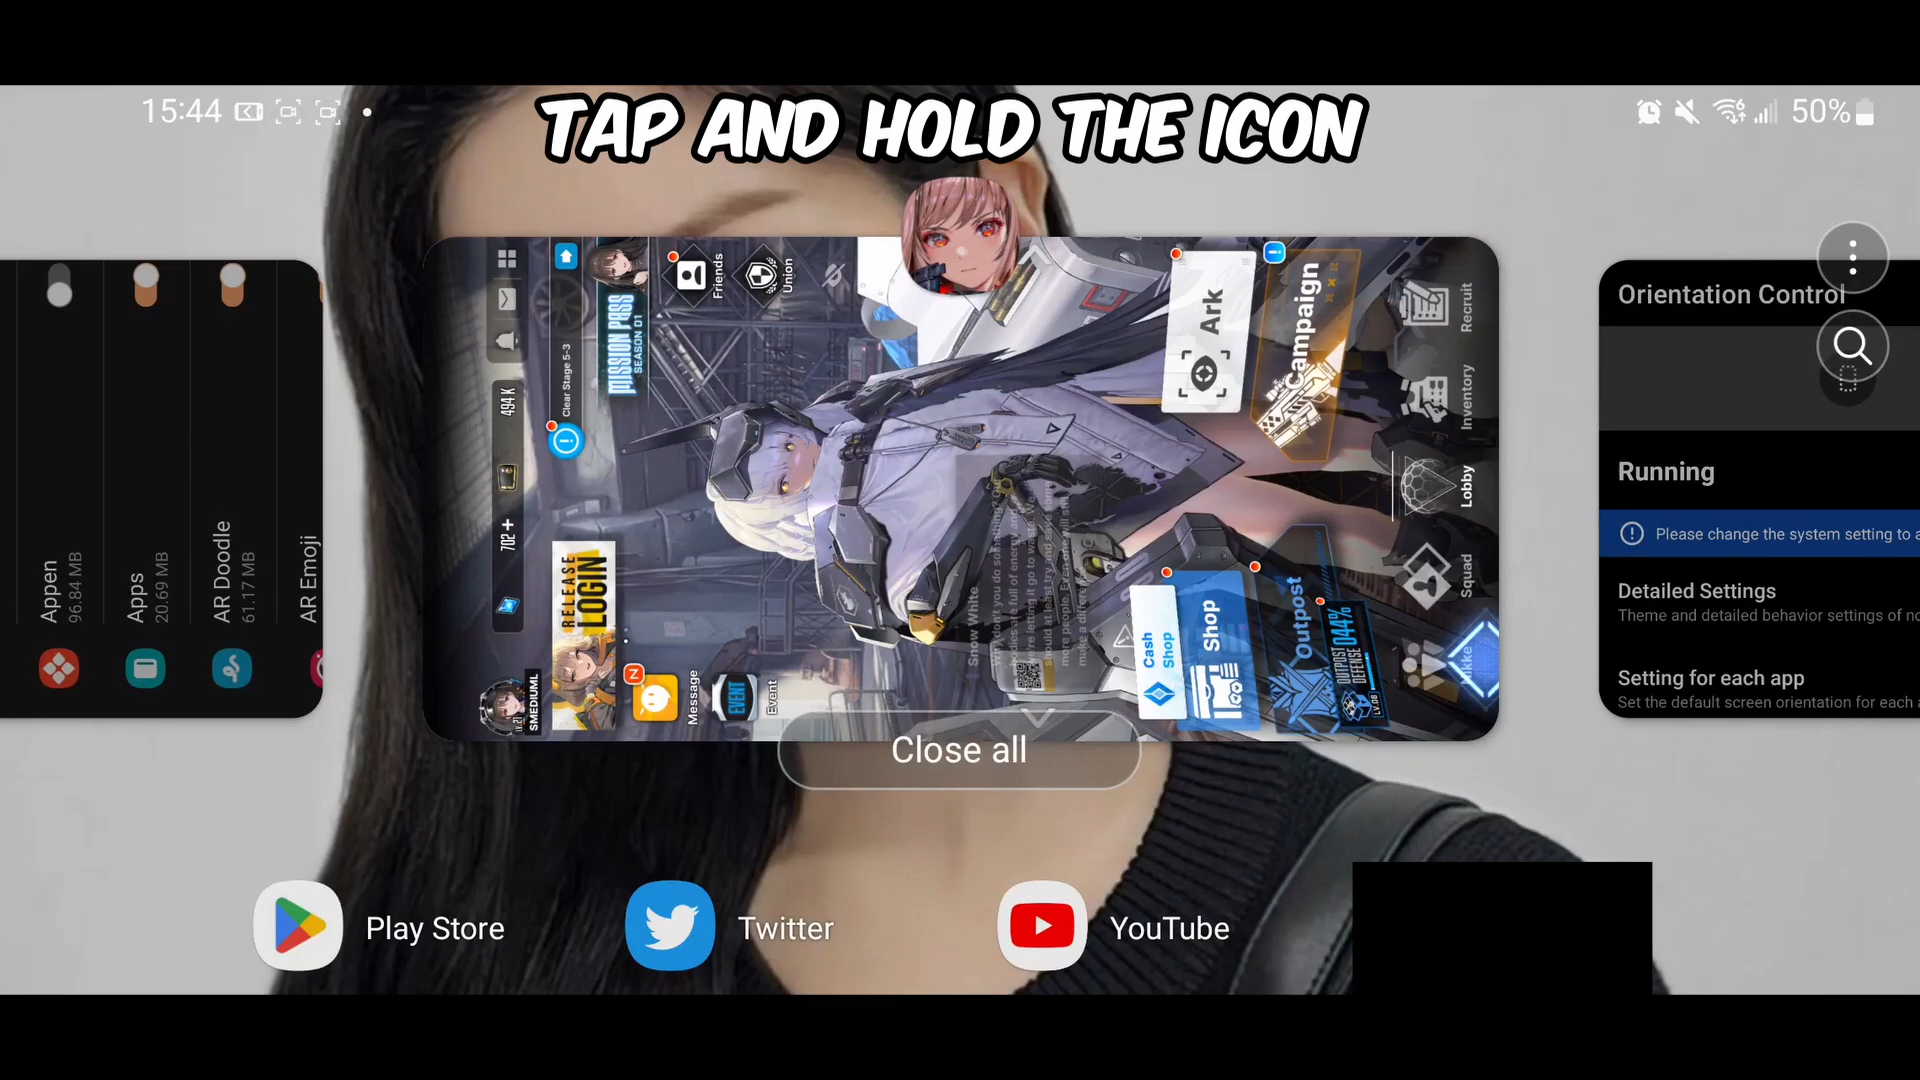 TAP AND HOLD THE ICON
15:44
50%
Appen
96.84 MB
Apps
20.69 MB
AR Doodle
61.17 MB
AR Emoji
702 +
494 K
Clear Stage 5-3
MISSION PASS
SEASON 01
Friends
Union
RELEASE
LOGIN
SMEDIUML
N
Message
EVENT
Event
Snow White
Ark
Campaign
Cash
Shop
Shop
Outpost
OUTPOST
DEFENSE
044%
Recruit
Inventory
Lobby
Squad
Nikke
Close all
Orientation Control
Running
Please change the system setting to a
Detailed Settings
Theme and detailed behavior settings of no
Setting for each app
Set the default screen orientation for each a
Play Store
Twitter
YouTube